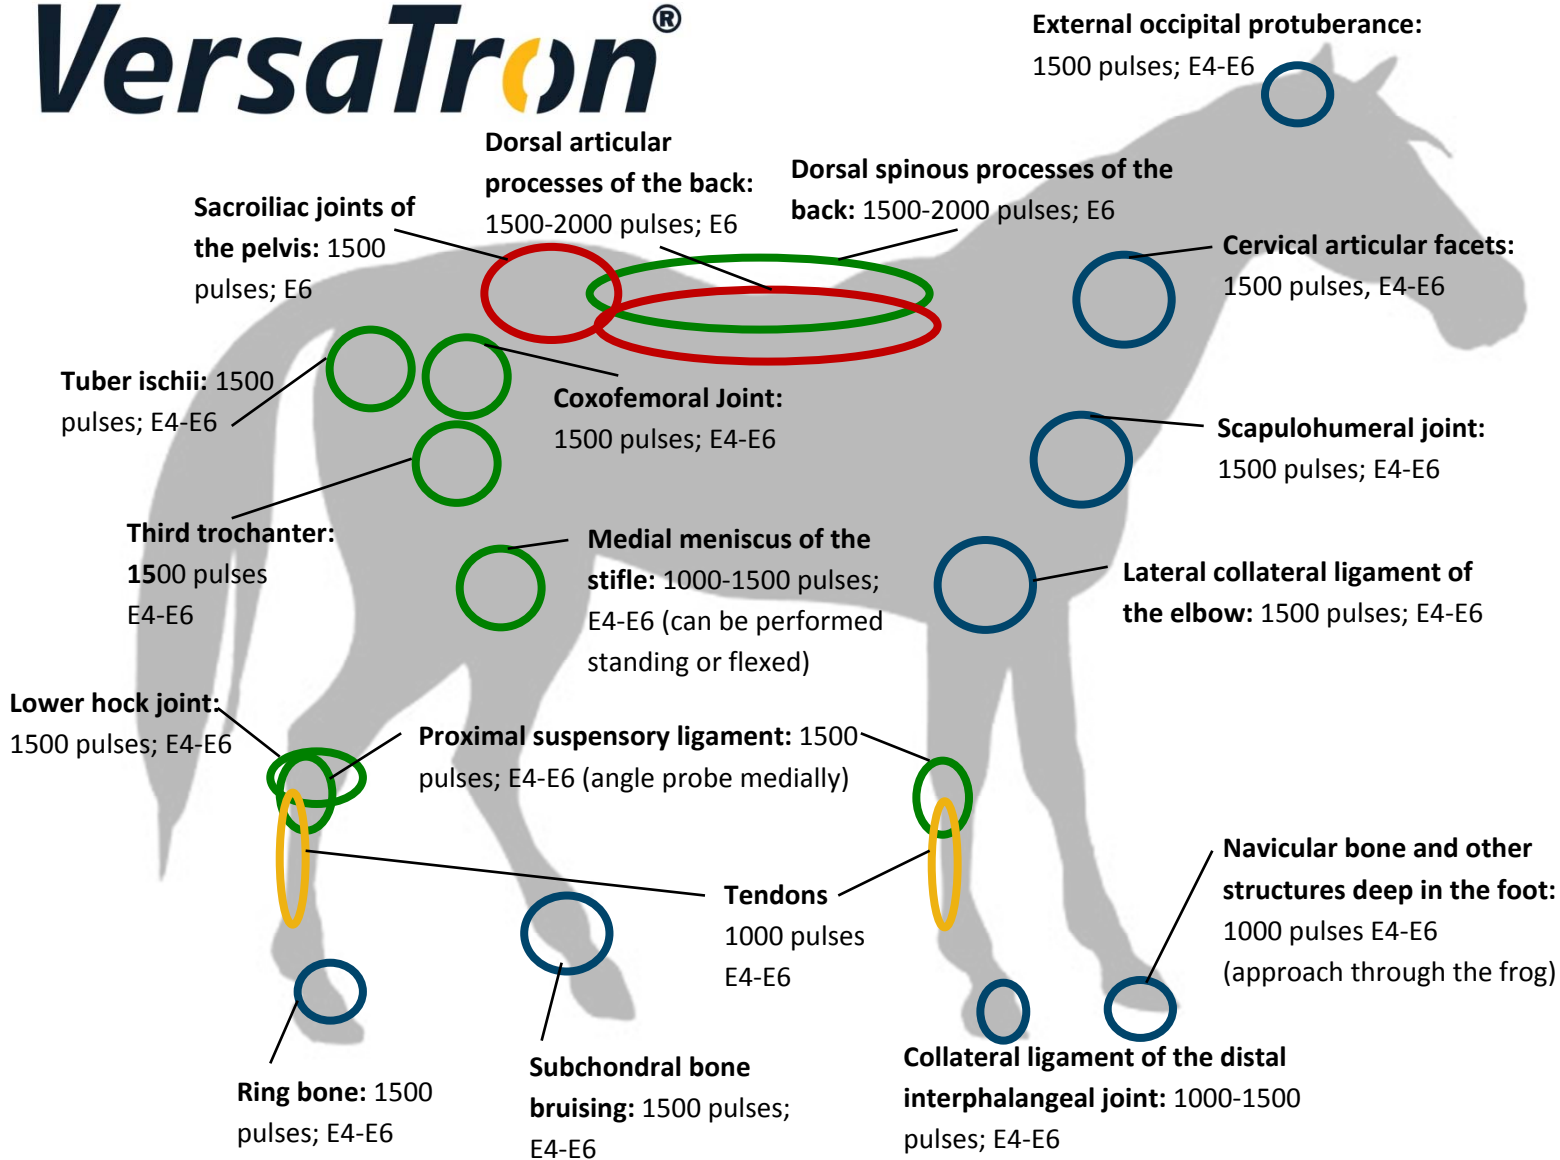 VersaTron®
External occipital protuberance:
1500 pulses; E4-E6
Dorsal articular
processes of the back:
1500-2000 pulses; E6
Dorsal spinous processes of the
back: 1500-2000 pulses; E6
Sacroiliac joints of
the pelvis: 1500
pulses; E6
Cervical articular facets:
1500 pulses, E4-E6
Tuber ischii: 1500
pulses; E4-E6
Coxofemoral Joint:
1500 pulses; E4-E6
Scapulohumeral joint:
1500 pulses; E4-E6
Third trochanter:
1500 pulses
E4-E6
Medial meniscus of the
stifle: 1000-1500 pulses;
E4-E6 (can be performed
standing or flexed)
Lateral collateral ligament of
the elbow: 1500 pulses; E4-E6
Lower hock joint:
1500 pulses; E4-E6
Proximal suspensory ligament: 1500
pulses; E4-E6 (angle probe medially)
Tendons
1000 pulses
E4-E6
Navicular bone and other
structures deep in the foot:
1000 pulses E4-E6
(approach through the frog)
Ring bone: 1500
pulses; E4-E6
Subchondral bone
bruising: 1500 pulses;
E4-E6
Collateral ligament of the distal
interphalangeal joint: 1000-1500
pulses; E4-E6